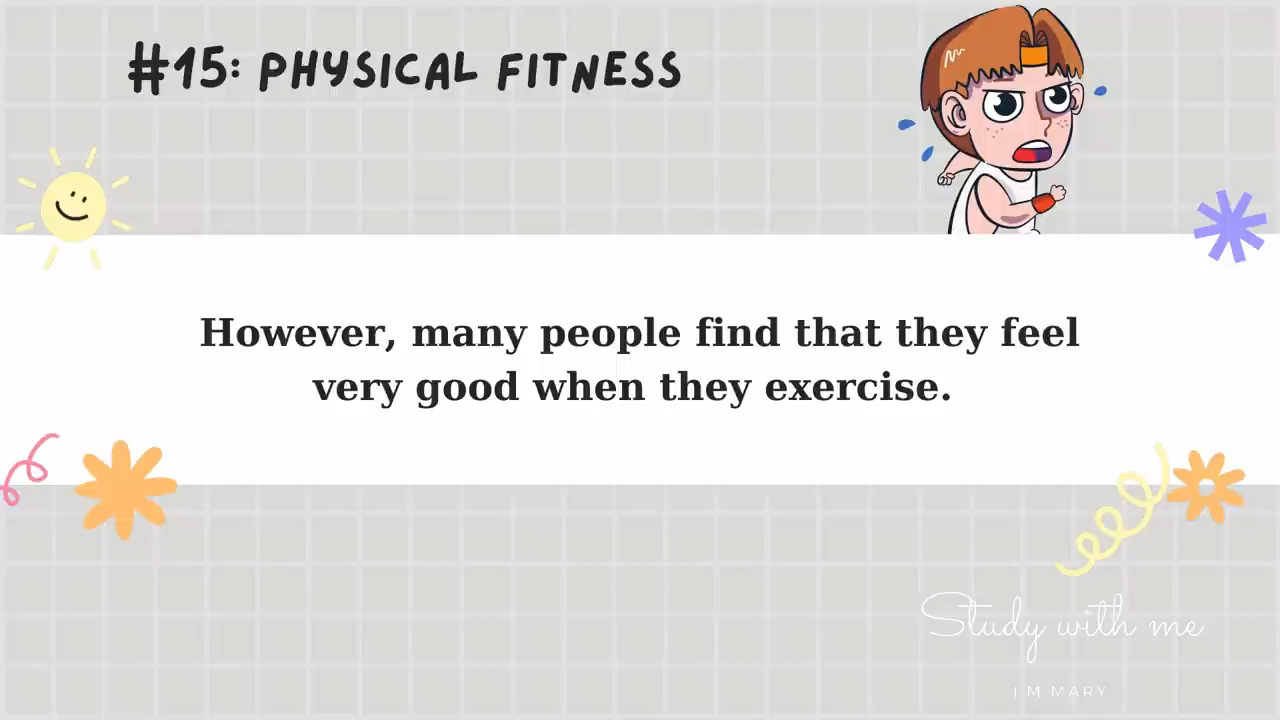 #15: PHYSICAL FITNESS
However, many people find that they feel
very good when they exercise.
Study with me
I M MARY